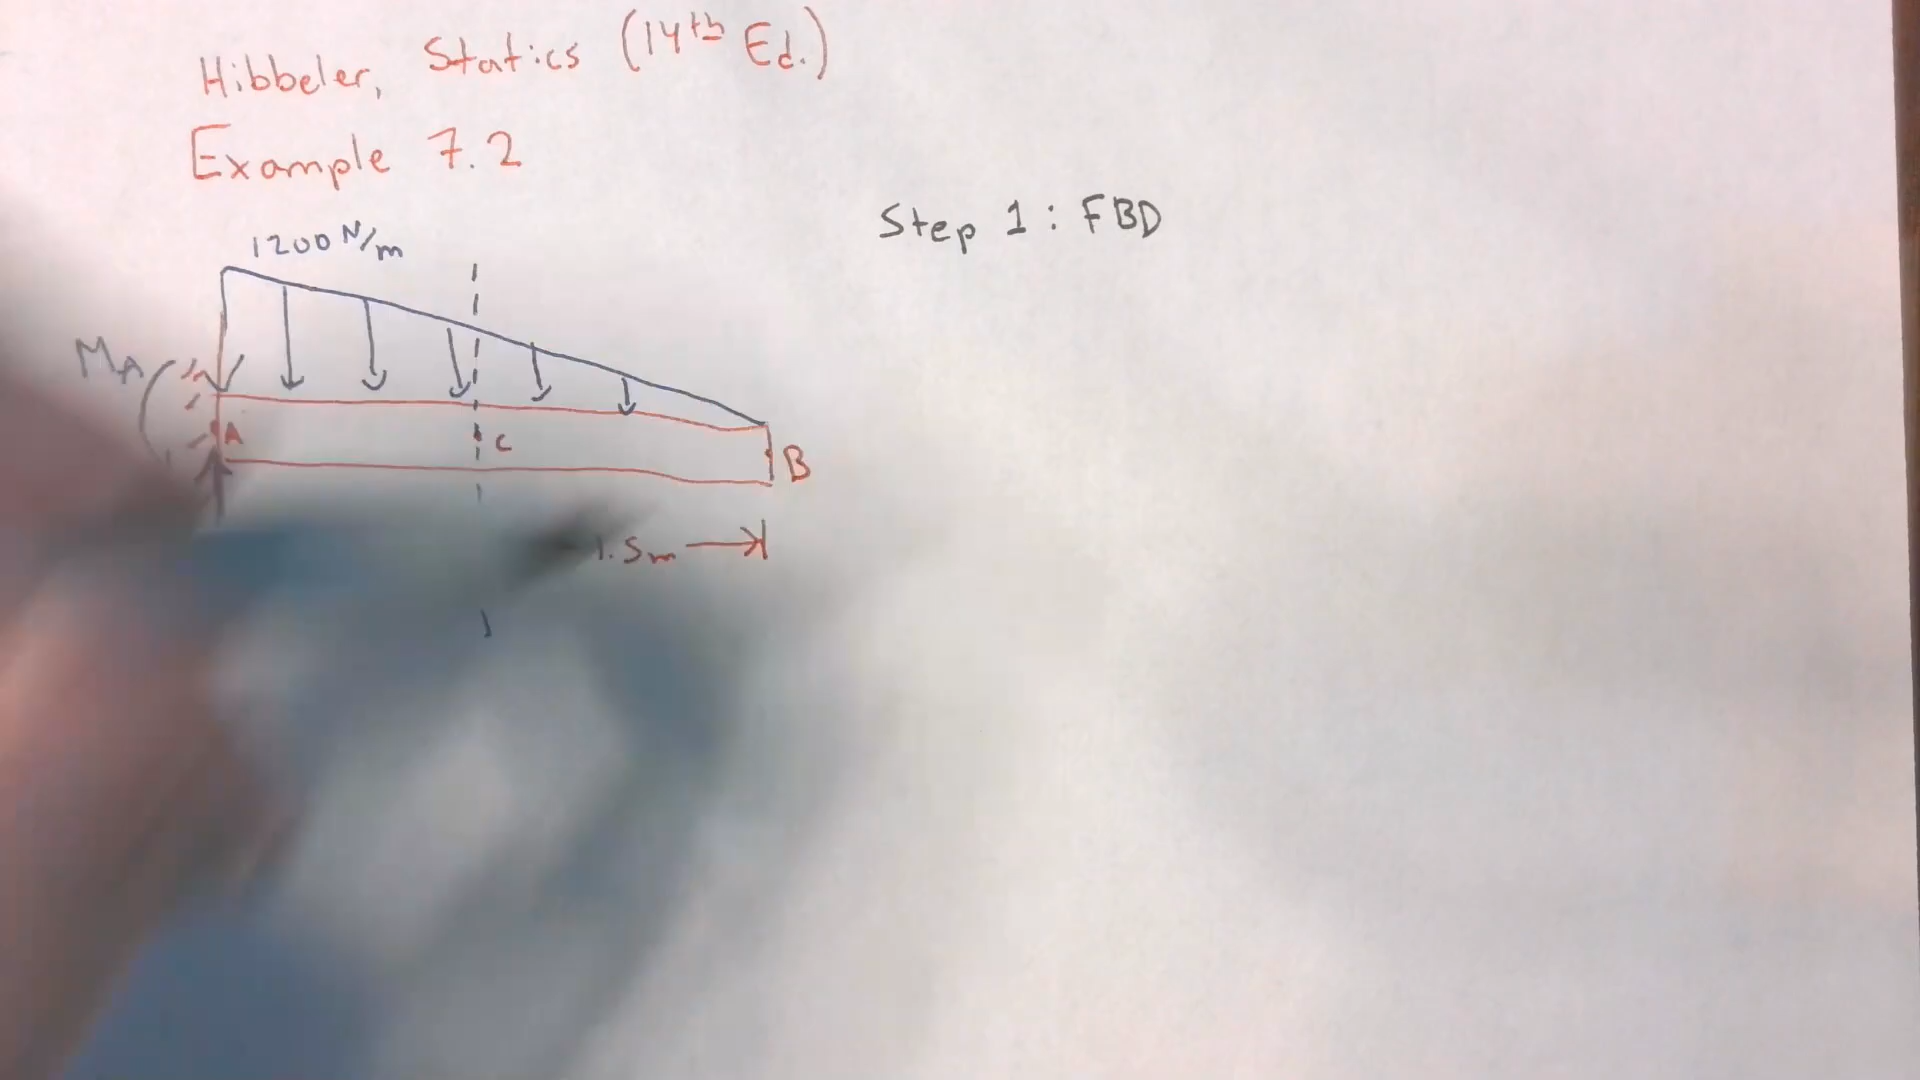 Hibbeler, Statics (14th Ed.)
Example 7.2
Step 1: FBD
1200 N/m
MA
A
C
B
1.5m